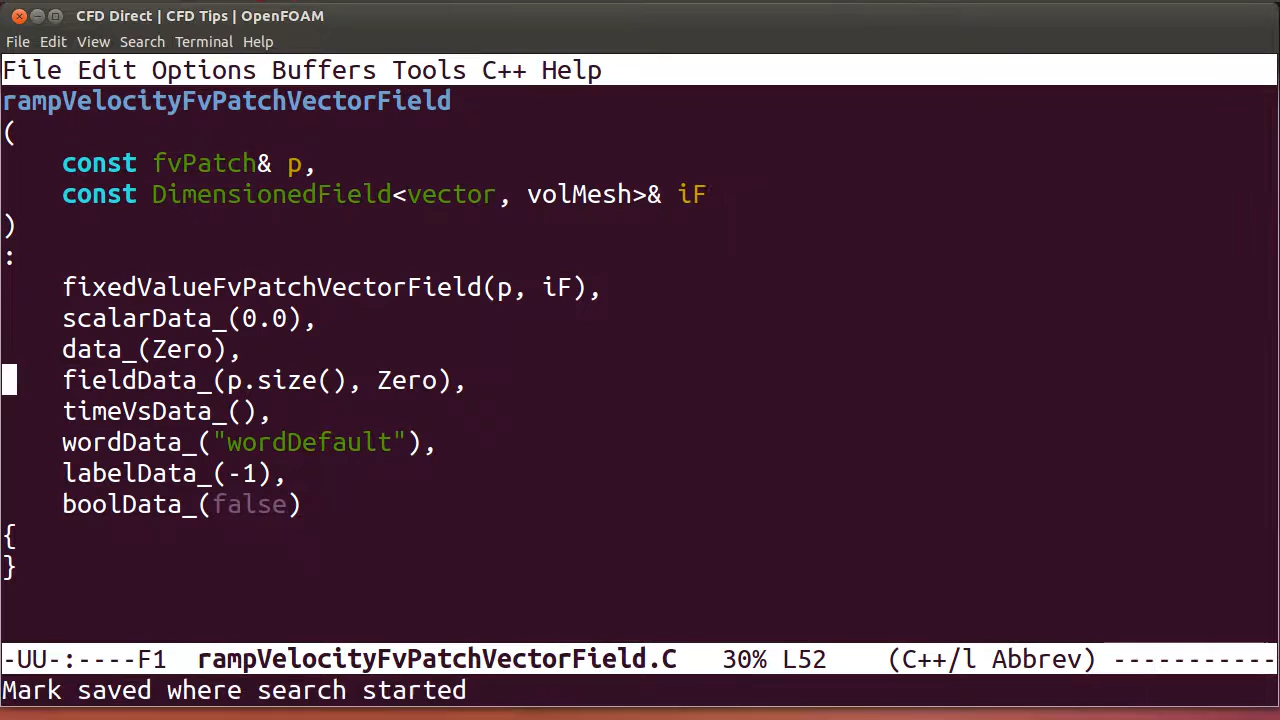 CFD Direct | CFD Tips | OpenFOAM
File Edit View Search Terminal Help
File Edit Options Buffers Tools C++ Help
rampVelocityFvPatchVectorField
(
    const fvPatch& p,
    const DimensionedField<vector, volMesh>& iF
)
:
    fixedValueFvPatchVectorField(p, iF),
    scalarData_(0.0),
    data_(Zero),
    fieldData_(p.size(), Zero),
    timeVsData_(),
    wordData_("wordDefault"),
    labelData_(-1),
    boolData_(false)
{
}
-UU-:----F1  rampVelocityFvPatchVectorField.C   30% L52    (C++/l Abbrev) -----------
Mark saved where search started